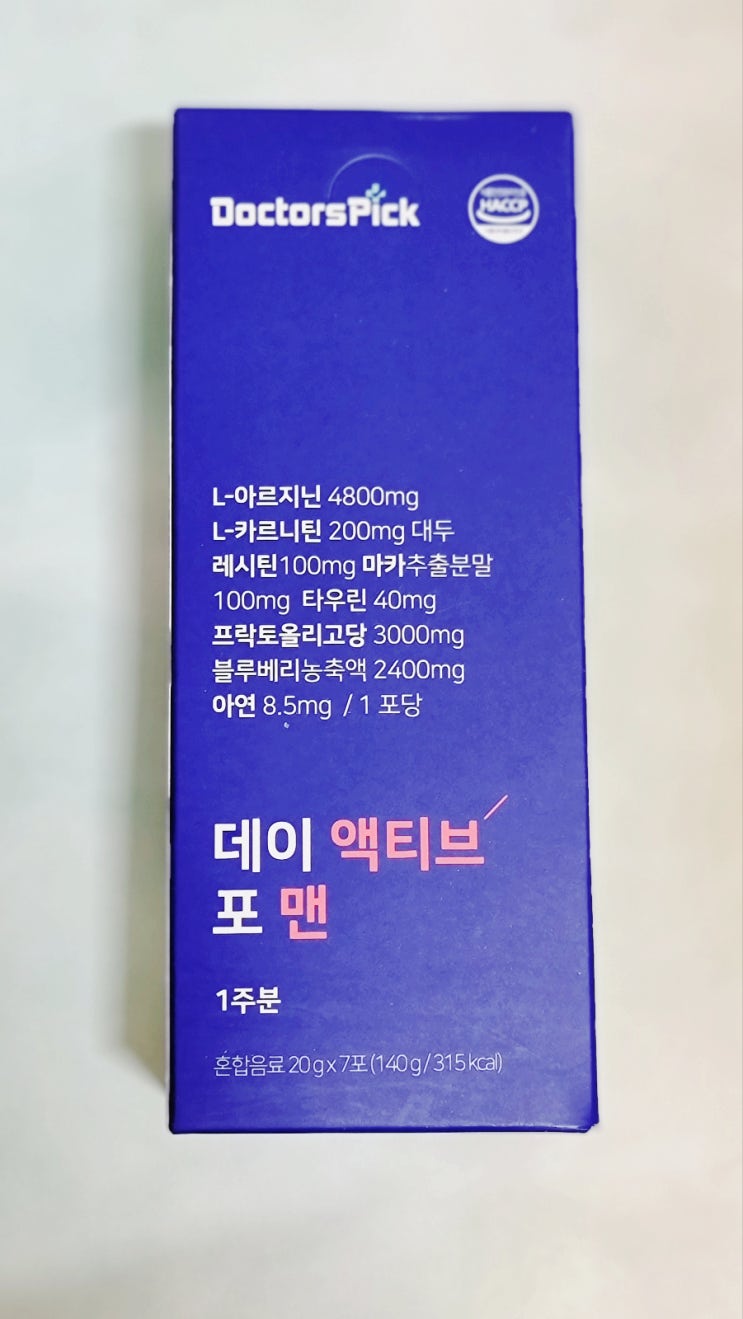 DoctorsPick
HACCP
L-아르지닌 4800mg
L-카르니틴 200mg 대두
레시틴100mg 마카추출분말
100mg 타우린 40mg
프락토올리고당 3000mg
블루베리농축액 2400mg
아연 8.5mg / 1 포당
데이 액티브
포 맨
1주분
혼합음료 20g x 7포 (140g/315 kcal)